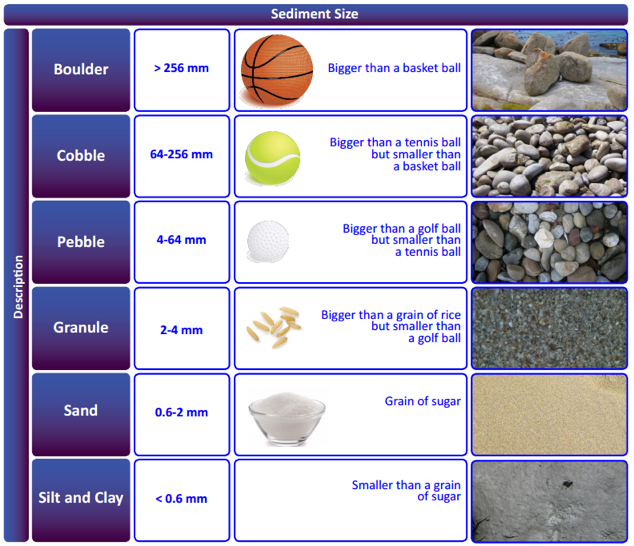 Sediment Size
Description
Boulder
> 256 mm
Bigger than a basket ball
Cobble
64-256 mm
Bigger than a tennis ball
but smaller than
a basket ball
Pebble
4-64 mm
Bigger than a golf ball
but smaller than
a tennis ball
Granule
2-4 mm
Bigger than a grain of rice
but smaller than
a golf ball
Sand
0.6-2 mm
Grain of sugar
Silt and Clay
< 0.6 mm
Smaller than a grain
of sugar